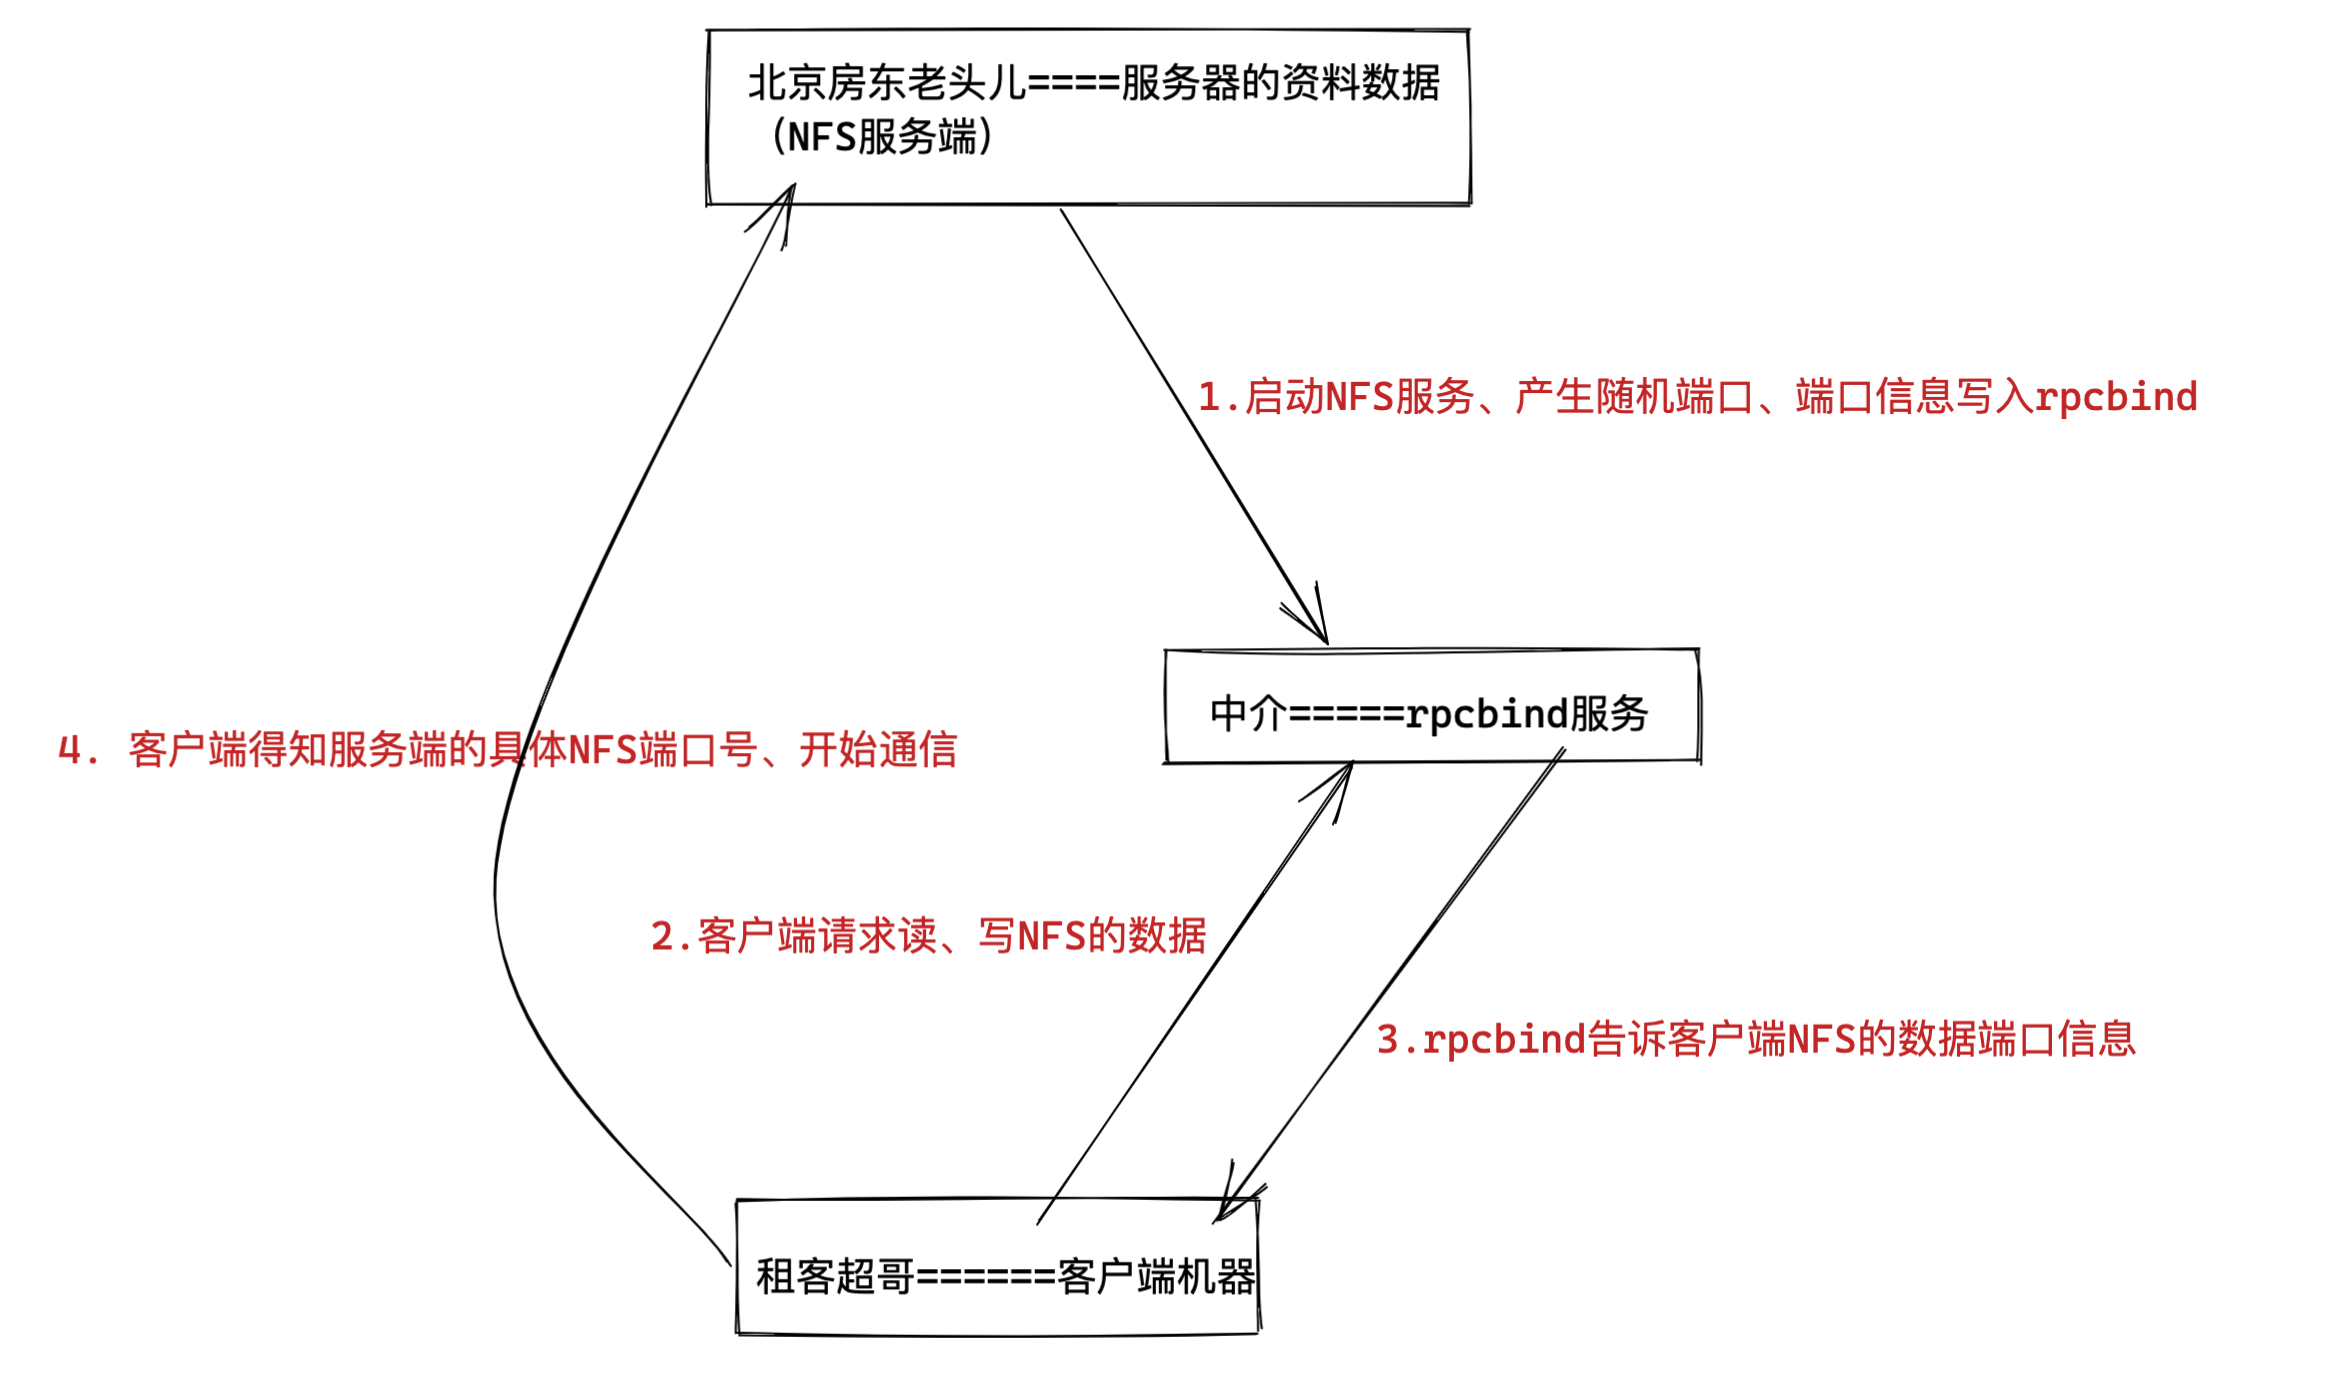 北京房东老头儿====服务器的资料数据
（NFS服务端）
1.启动NFS服务、产生随机端口、端口信息写入rpcbind
中介=====rpcbind服务
4. 客户端得知服务端的具体NFS端口号、开始通信
2.客户端请求读、写NFS的数据
3.rpcbind告诉客户端NFS的数据端口信息
租客超哥======客户端机器